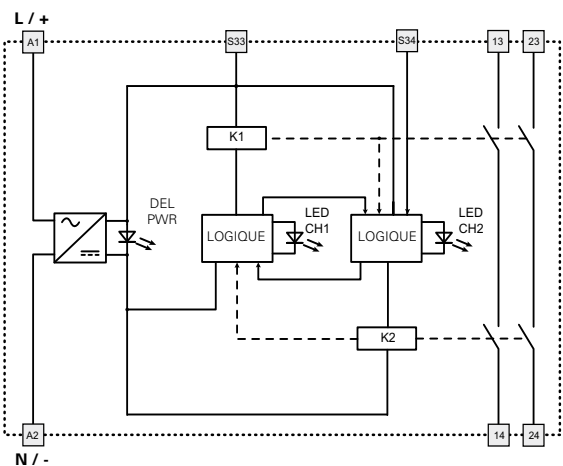 L / +
A1
S33
S34
13
23
K1
DEL
PWR
LOGIQUE
LED
CH1
LOGIQUE
LED
CH2
K2
A2
14
24
N / -